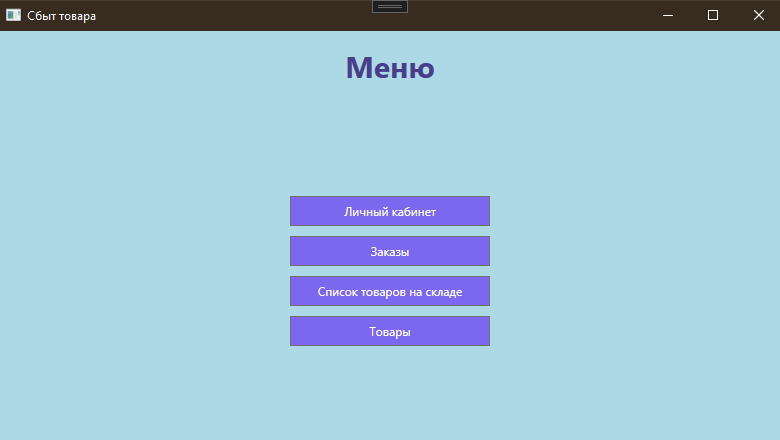 Сбыт товара
Меню
Личный кабинет
Заказы
Список товаров на складе
Товары